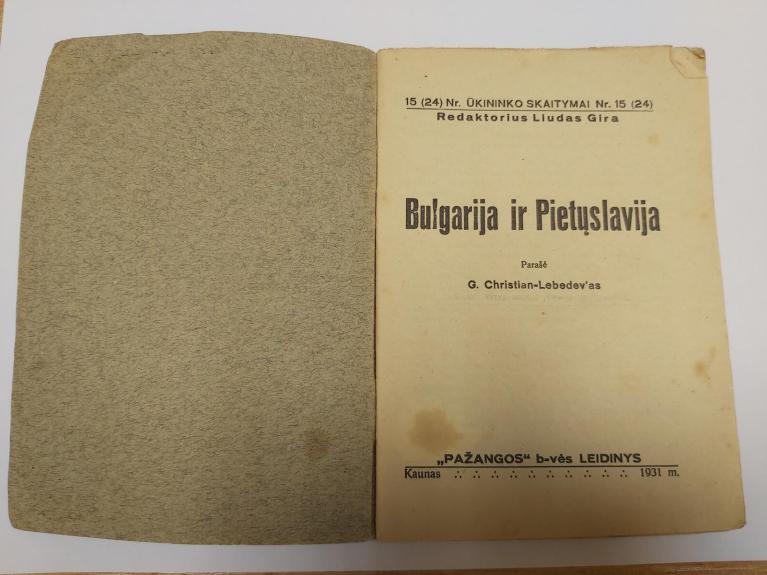 15 (24) Nr. ŪKININKO SKAITYMAI Nr. 15 (24)
Redaktorius Liudas Gira
Bulgarija ir Pietųslavija
Parašė
G. Christian-Lebedev'as
„PAŽANGOS“ b-vės LEIDINYS
Kaunas ∴ ∴ ∴ ∴ ∴ ∴ ∴ ∴ ∴ ∴ 1931 m.